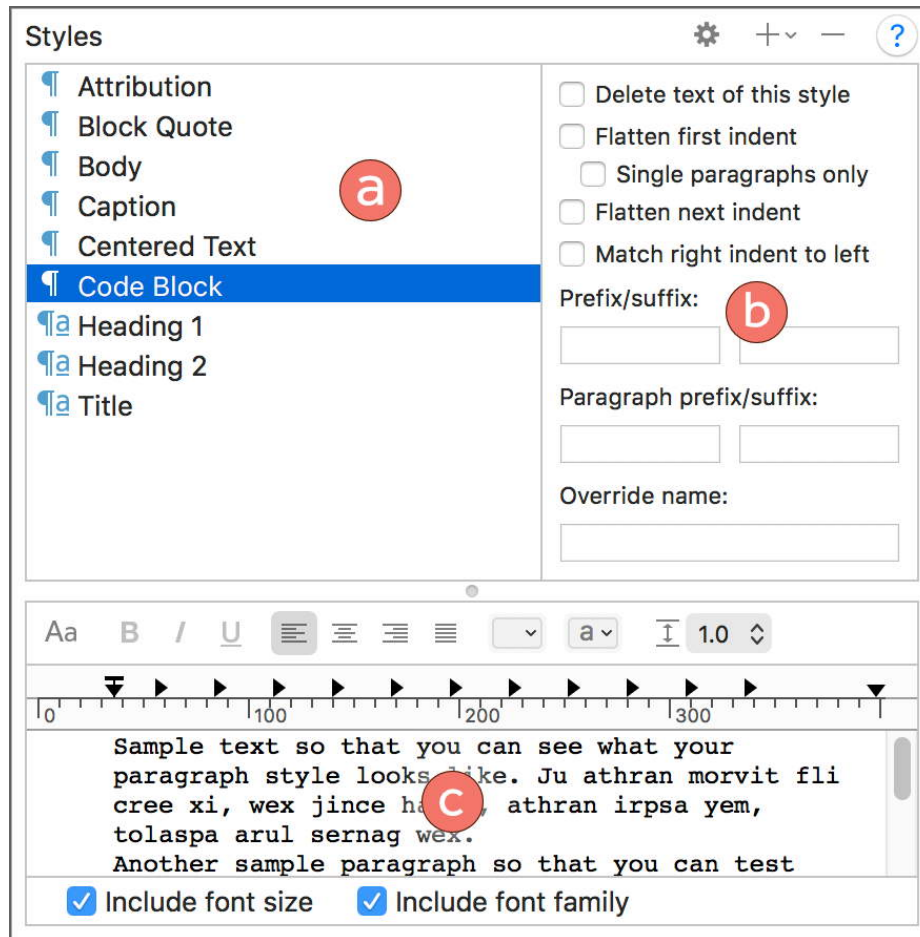 Styles
?
¶ Attribution
¶ Block Quote
¶ Body
¶ Caption
¶ Centered Text
¶ Code Block
¶a Heading 1
¶a Heading 2
¶a Title
a
Delete text of this style
Flatten first indent
Single paragraphs only
Flatten next indent
Match right indent to left
Prefix/suffix:
b
Paragraph prefix/suffix:
Override name:
Aa B I U a 1.0
0 100 200 300
Sample text so that you can see what your
paragraph style looks like. Ju athran morvit fli
cree xi, wex jince athran irpsa yem,
tolaspa arul sernag wex.
Another sample paragraph so that you can test
c
Include font size Include font family